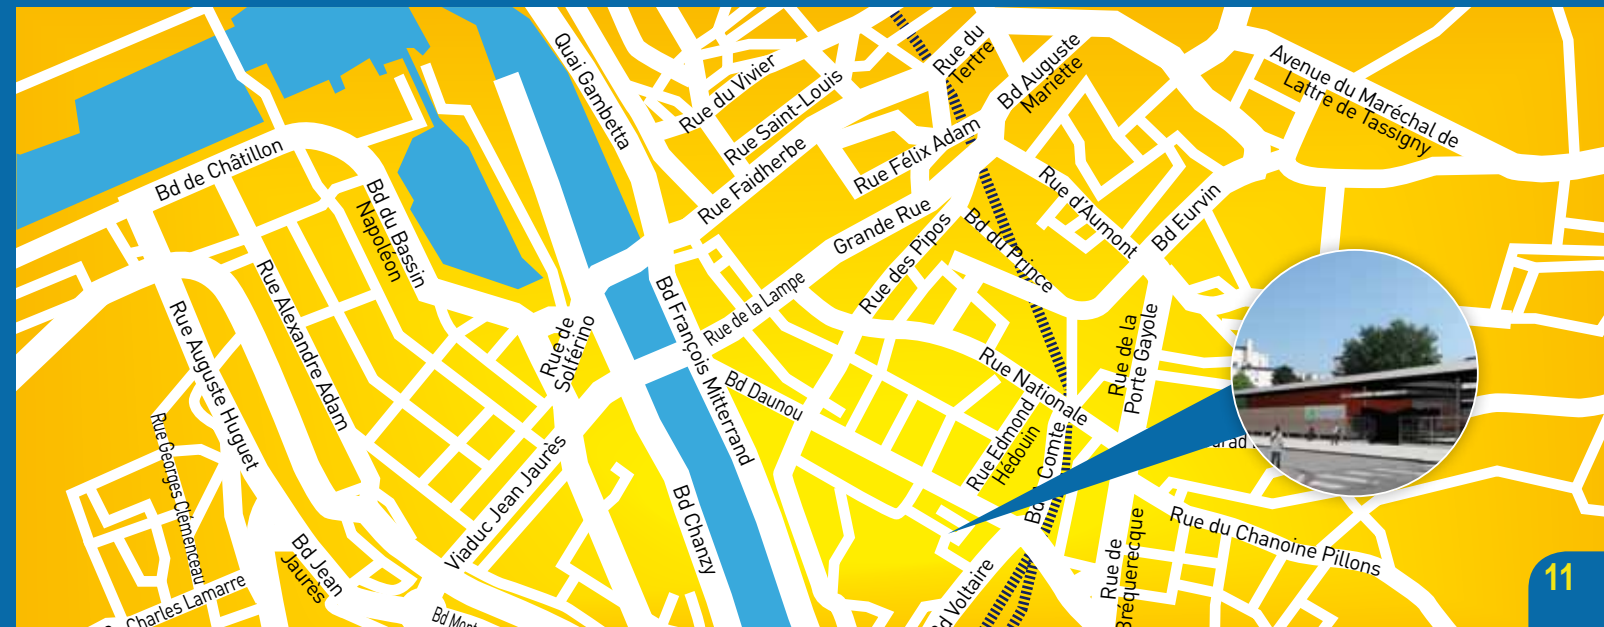 Quai Gambetta
Rue du Vivier
Rue Saint-Louis
Rue Faidherbe
Rue du
Tertre
Bd Auguste
Mariette
Avenue du Maréchal de
Lattre de Tassigny
Rue Félix Adam
Bd de Châtillon
Bd du Bassin
Napoléon
Grande Rue
Rue des Pipos
Bd du Prince
Rue d'Aumont
Bd Eurvin
Rue Alexandre Adam
Rue Auguste Huguet
Rue de
Solférino
Bd François Mitterrand
Rue de la Lampe
Bd Daunou
Rue Nationale
Rue de la
Porte Gayole
Rue Edmond
Hédouin
Rue Georges Clémenceau
Viaduc Jean Jaurès
Bd Chanzy
Rue du Chanoine Pillons
Rue de
Bréquerecque
Bd Voltaire
Bd Jean
Jaurès
Charles Lamarre
11